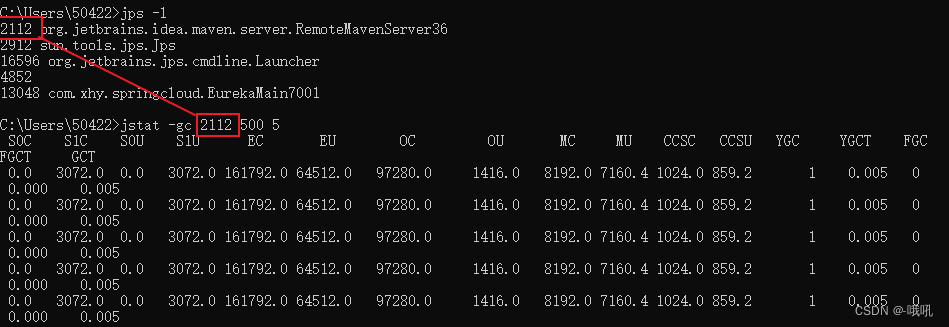 C:\Users\50422>jps -l
2112 org.jetbrains.idea.maven.server.RemoteMavenServer36
2912 sun.tools.jps.Jps
16596 org.jetbrains.jps.cmdline.Launcher
4852
13048 com.xhy.springcloud.EurekaMain7001
C:\Users\50422>jstat -gc 2112 500 5
S0C S1C S0U S1U EC EU OC OU MC MU CCSC CCSU YGC YGCT FGC
FGCT GCT
0.0 3072.0 0.0 3072.0 161792.0 64512.0 97280.0 1416.0 8192.0 7160.4 1024.0 859.2 1 0.005 0
0.000 0.005
0.0 3072.0 0.0 3072.0 161792.0 64512.0 97280.0 1416.0 8192.0 7160.4 1024.0 859.2 1 0.005 0
0.000 0.005
0.0 3072.0 0.0 3072.0 161792.0 64512.0 97280.0 1416.0 8192.0 7160.4 1024.0 859.2 1 0.005 0
0.000 0.005
0.0 3072.0 0.0 3072.0 161792.0 64512.0 97280.0 1416.0 8192.0 7160.4 1024.0 859.2 1 0.005 0
0.000 0.005
0.0 3072.0 0.0 3072.0 161792.0 64512.0 97280.0 1416.0 8192.0 7160.4 1024.0 859.2 1 0.005 0
0.000 0.005
CSDN @-哦吼